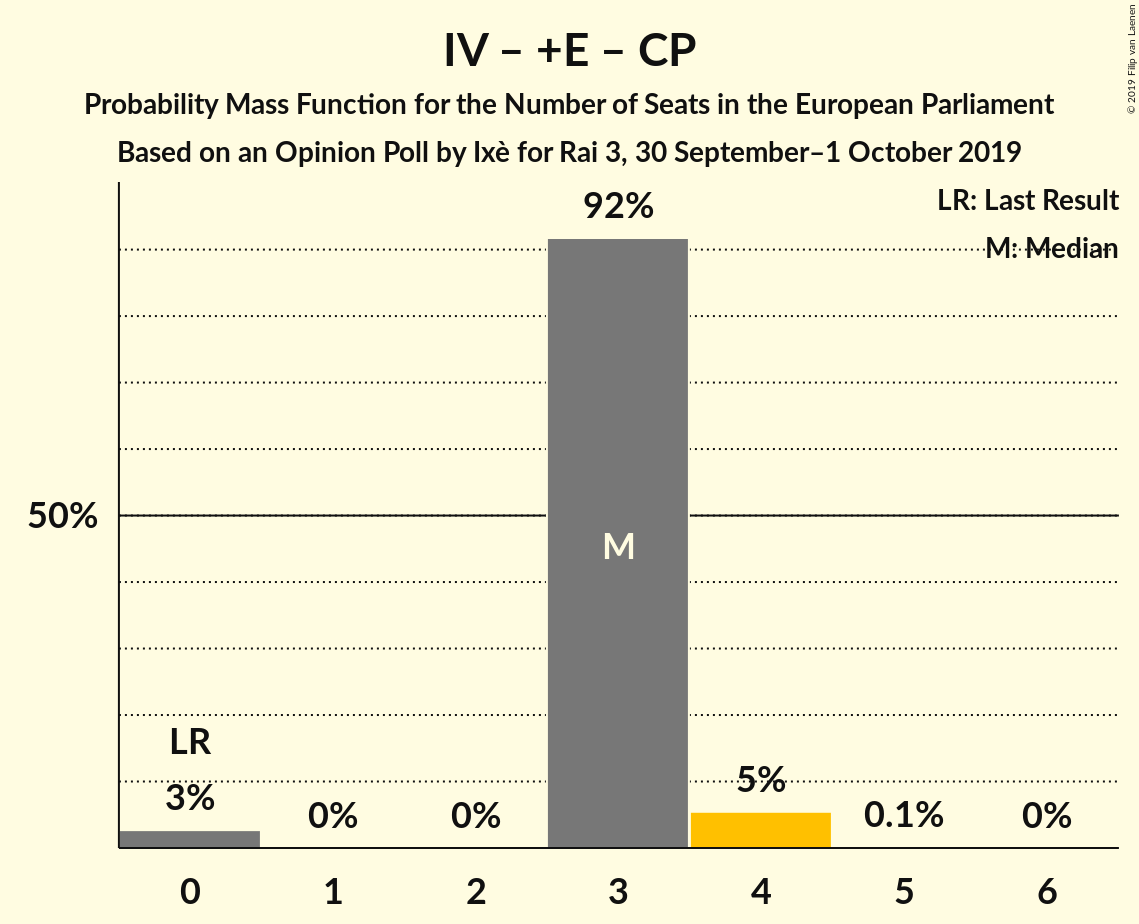 IV – +E – CP
Probability Mass Function for the Number of Seats in the European Parliament
Based on an Opinion Poll by Ixè for Rai 3, 30 September–1 October 2019
© 2019 Filip van Laenen
LR: Last Result
M: Median
92%
50%
M
LR
3%
0%
0%
5%
0.1%
0%
0
1
2
3
4
5
6